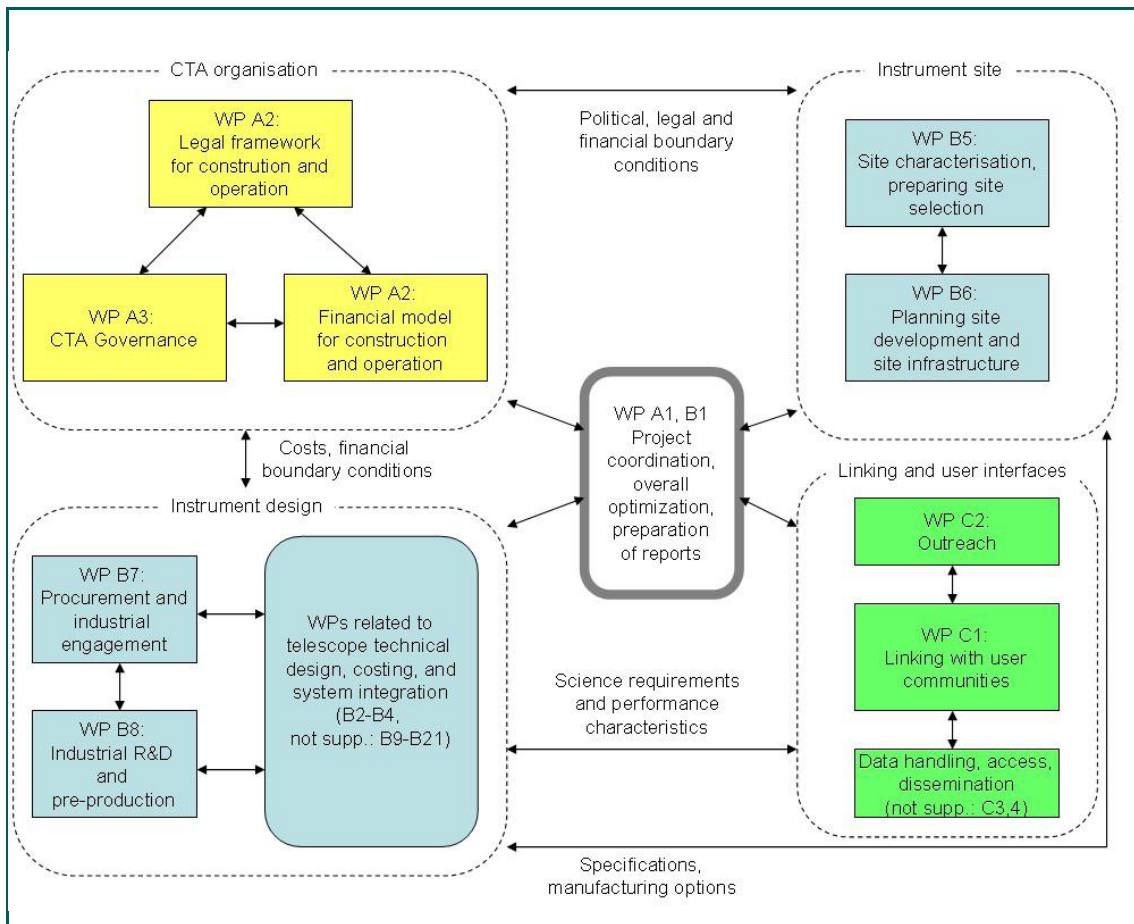 CTA organisation
WP A2:
Legal framework
for constrution and
operation
WP A3:
CTA Governance
WP A2:
Financial model
for construction
and operation
Political, legal and
financial boundary
conditions
Instrument site
WP B5:
Site characterisation,
preparing site
selection
WP B6:
Planning site
development and
site infrastructure
WP A1, B1
Project
coordination,
overall
optimization,
preparation
of reports
Costs, financial
boundary conditions
Instrument design
WP B7:
Procurement and
industrial
engagement
WP B8:
Industrial R&D
and
pre-production
WPs related to
telescope technical
design, costing, and
system integration
(B2-B4,
not supp.: B9-B21)
Science requirements
and performance
characteristics
Linking and user interfaces
WP C2:
Outreach
WP C1:
Linking with user
communities
Data handling, access,
dissemination
(not supp.: C3,4)
Specifications,
manufacturing options